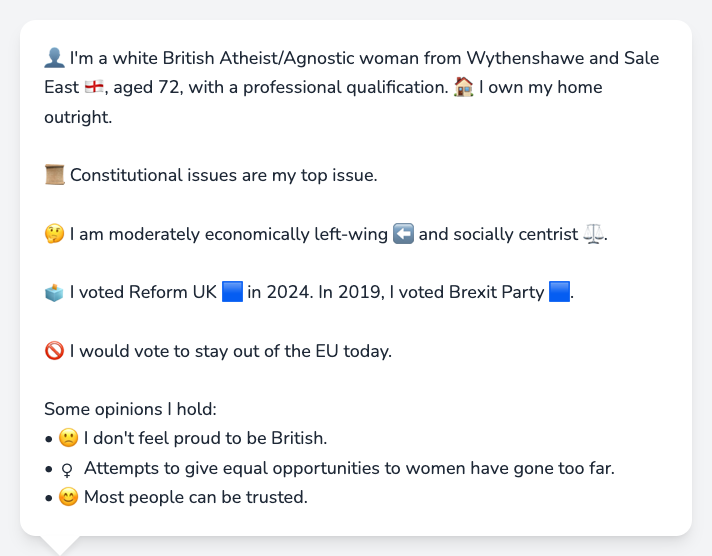 👤 I'm a white British Atheist/Agnostic woman from Wythenshawe and Sale
East 🏴󠁧󠁢󠁥󠁮󠁧󠁿, aged 72, with a professional qualification. 🏠 I own my home
outright.
📜 Constitutional issues are my top issue.
🤔 I am moderately economically left-wing ⬅️ and socially centrist ⚖️.
🗳️ I voted Reform UK 🟦 in 2024. In 2019, I voted Brexit Party 🟦.
🚫 I would vote to stay out of the EU today.
Some opinions I hold:
• 🙁 I don't feel proud to be British.
• ♀ Attempts to give equal opportunities to women have gone too far.
• 😊 Most people can be trusted.